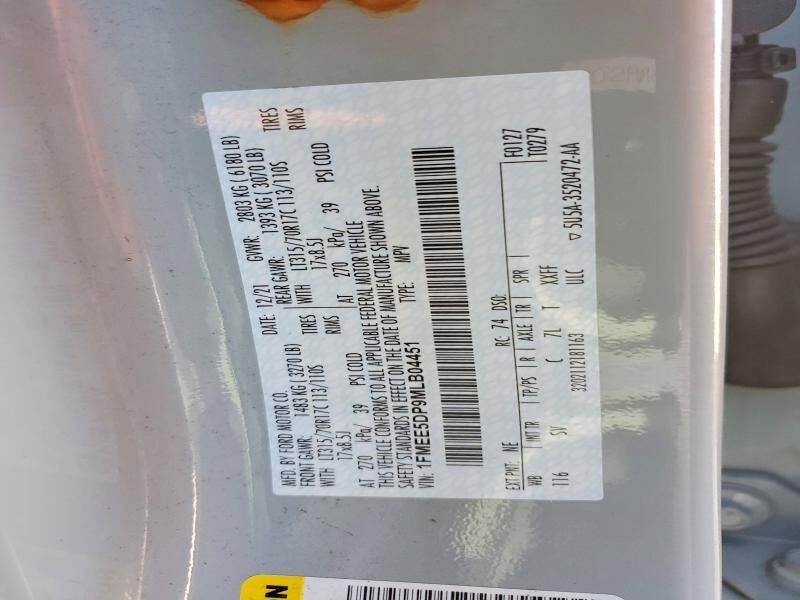 MFD. BY FORD MOTOR CO.
DATE: 12/21 GVWR: 2803 KG ( 6180 LB)
FRONT GAWR: 1483 KG ( 3270 LB) REAR GAWR: 1393 KG ( 3070 LB)
WITH LT315/70R17C 113/110S TIRES WITH LT315/70R17C 113/110S TIRES
17x8.5J RIMS 17x8.5J RIMS
AT 270 kPa/ 39 PSI COLD AT 270 kPa/ 39 PSI COLD
THIS VEHICLE CONFORMS TO ALL APPLICABLE FEDERAL MOTOR VEHICLE
SAFETY STANDARDS IN EFFECT ON THE DATE OF MANUFACTURE SHOWN ABOVE.
VIN: 1FMEE5DP9MLB04451 TYPE: MPV
F0127
T0279
EXT PNT: NE RC: 74 DSO:
WB INT TR TP/PS R AXLE TR SPR
116 SV C 7L T XXFF
3200112181163 ULC ▽5U5A-3520472-AA
N